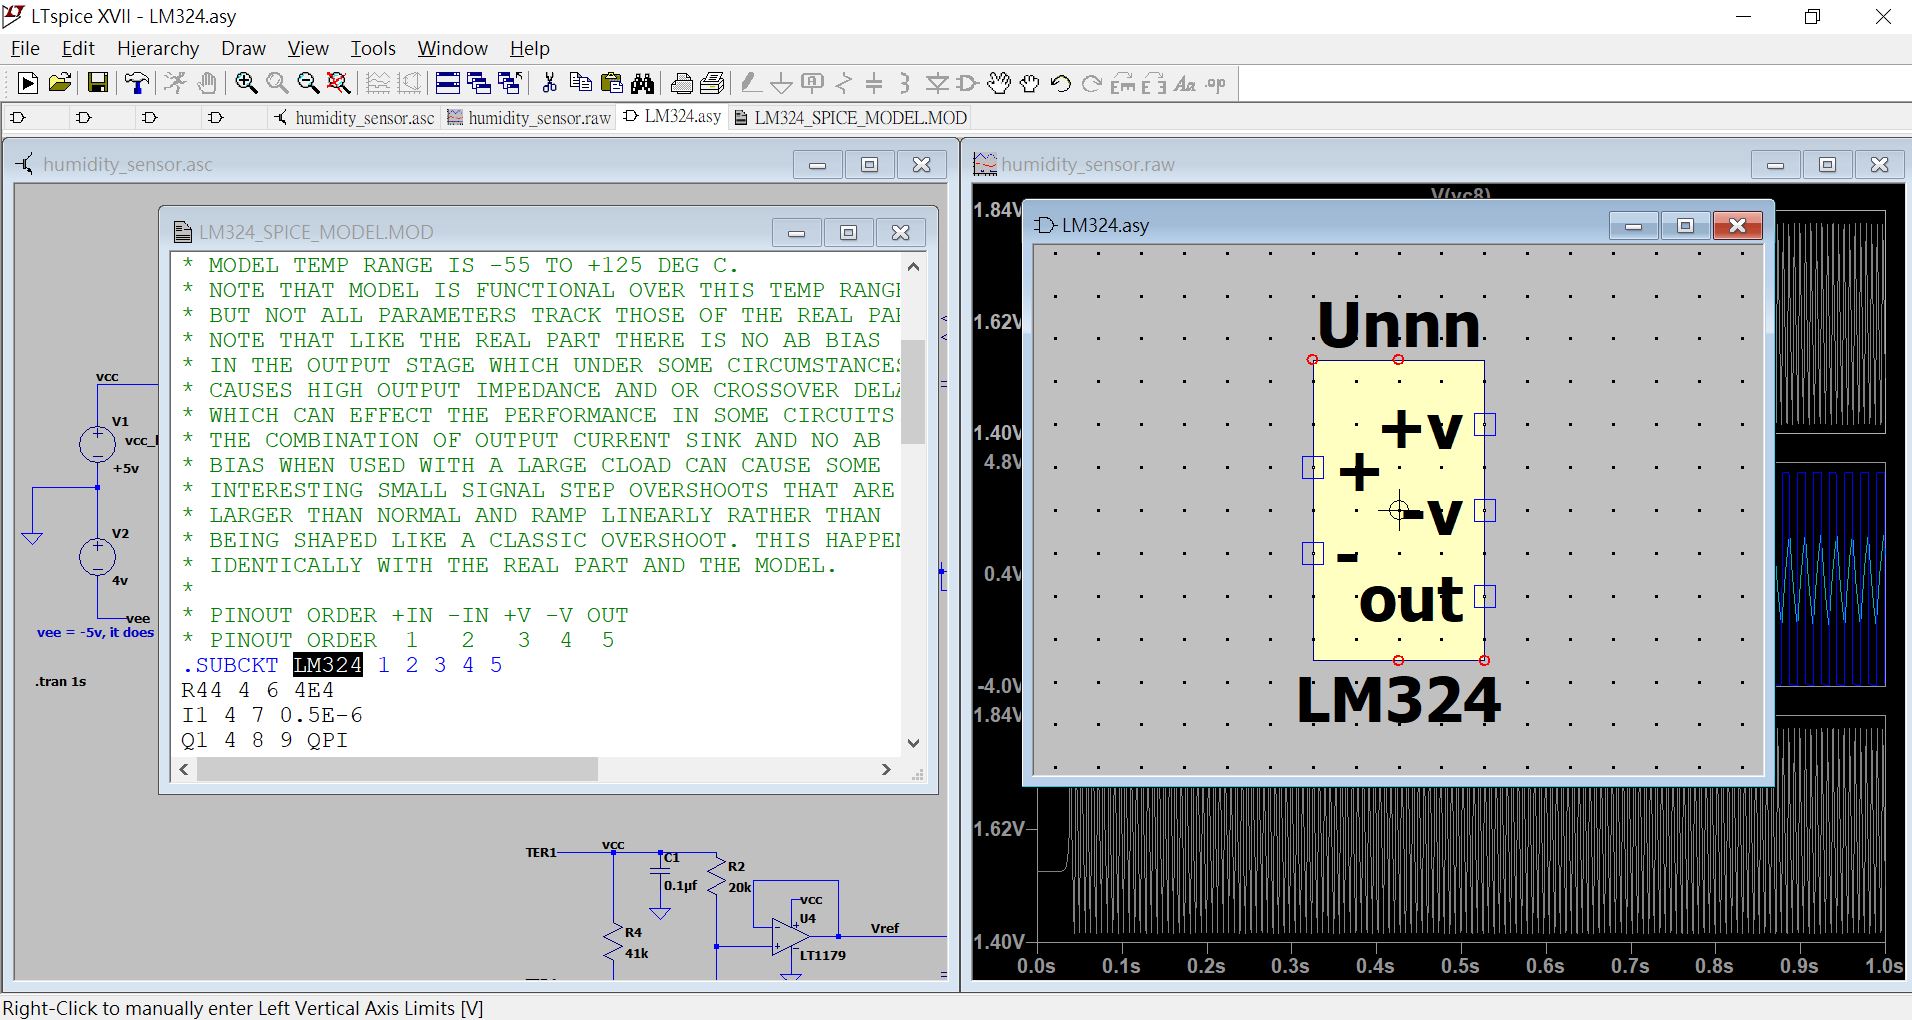 LTspice XVII - LM324.asy
File Edit Hierarchy Draw View Tools Window Help
humidity_sensor.asc humidity_sensor.raw LM324.asy LM324_SPICE_MODEL.MOD
humidity_sensor.asc
LM324_SPICE_MODEL.MOD
* MODEL TEMP RANGE IS -55 TO +125 DEG C.
* NOTE THAT MODEL IS FUNCTIONAL OVER THIS TEMP RANGE
* BUT NOT ALL PARAMETERS TRACK THOSE OF THE REAL
* NOTE THAT LIKE THE REAL PART THERE IS NO AB BIAS
* IN THE OUTPUT STAGE WHICH UNDER SOME CIRCUMSTANCES
* CAUSES HIGH OUTPUT IMPEDANCE AND OR CROSSOVER
* WHICH CAN EFFECT THE PERFORMANCE IN SOME CIRCUITS
* THE COMBINATION OF OUTPUT CURRENT SINK AND NO AB
* BIAS WHEN USED WITH A LARGE CLOAD CAN CAUSE SOME
* INTERESTING SMALL SIGNAL STEP OVERSHOOTS THAT ARE
* LARGER THAN NORMAL AND RAMP LINEARLY RATHER THAN
* BEING SHAPED LIKE A CLASSIC OVERSHOOT. THIS HAPPEN
* IDENTICALLY WITH THE REAL PART AND THE MODEL.
*
* PINOUT ORDER +IN -IN +V -V OUT
* PINOUT ORDER 1 2 3 4 5
.SUBCKT LM324 1 2 3 4 5
R44 4 6 4E4
I1 4 7 0.5E-6
Q1 4 8 9 QPI
vcc
V1
vcc_
+5v
V2
4v
vee
vee = -5v, it does
.tran 1s
TER1
vcc
C1
0.1µf
R2
20k
vcc
U4
LT1179
Vref
R4
41k
humidity_sensor.raw
V(vc8)
1.84V
1.62V
1.40V
4.8V
0.4V
-4.0V
1.84V
1.62V
1.40V
0.0s 0.1s 0.2s 0.3s 0.4s 0.5s 0.6s 0.7s 0.8s 0.9s 1.0s
LM324.asy
Unnn
+v
+
-v
-
out
LM324
Right-Click to manually enter Left Vertical Axis Limits [V]